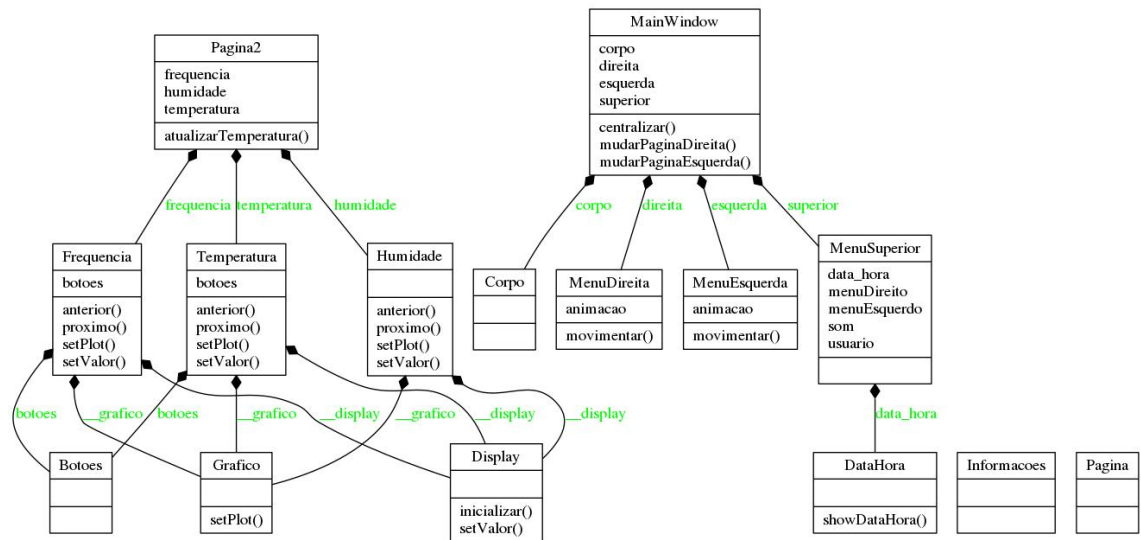 MainWindow
corpo
direita
esquerda
superior
centralizar()
mudarPaginaDireita()
mudarPaginaEsquerda()
Pagina2
frequencia
humidade
temperatura
atualizarTemperatura()
frequencia
temperatura
humidade
corpo
direita
esquerda
superior
Frequencia
botoes
anterior()
proximo()
setPlot()
setValor()
Temperatura
botoes
anterior()
proximo()
setPlot()
setValor()
Humidade
anterior()
proximo()
setPlot()
setValor()
Corpo
MenuDireita
animacao
movimentar()
MenuEsquerda
animacao
movimentar()
MenuSuperior
data_hora
menuDireito
menuEsquerdo
som
usuario
botoes
__grafico
botoes
__grafico
__display
__grafico
__display
__display
data_hora
Botoes
Grafico
setPlot()
Display
inicializar()
setValor()
DataHora
showDataHora()
Informacoes
Pagina